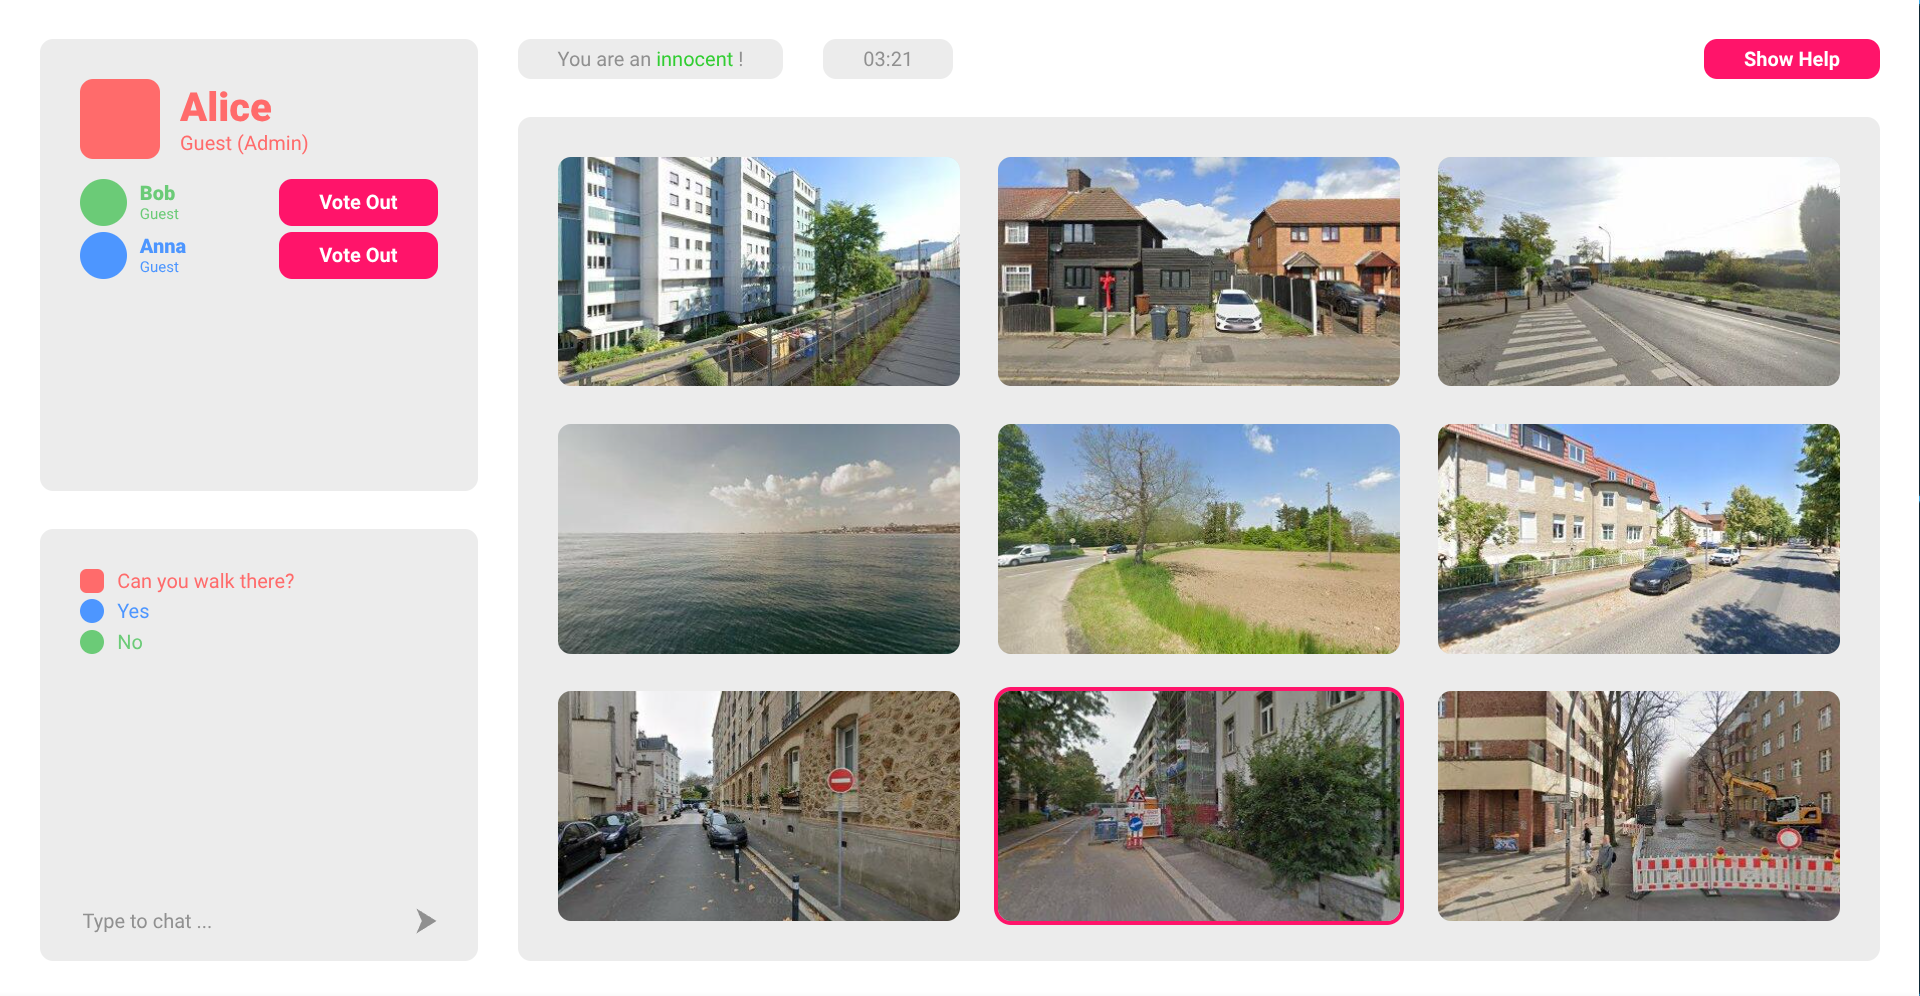 Alice
Guest (Admin)
Bob
Guest
Vote Out
Anna
Guest
Vote Out
Can you walk there?
Yes
No
Type to chat ...
You are an innocent !
03:21
Show Help